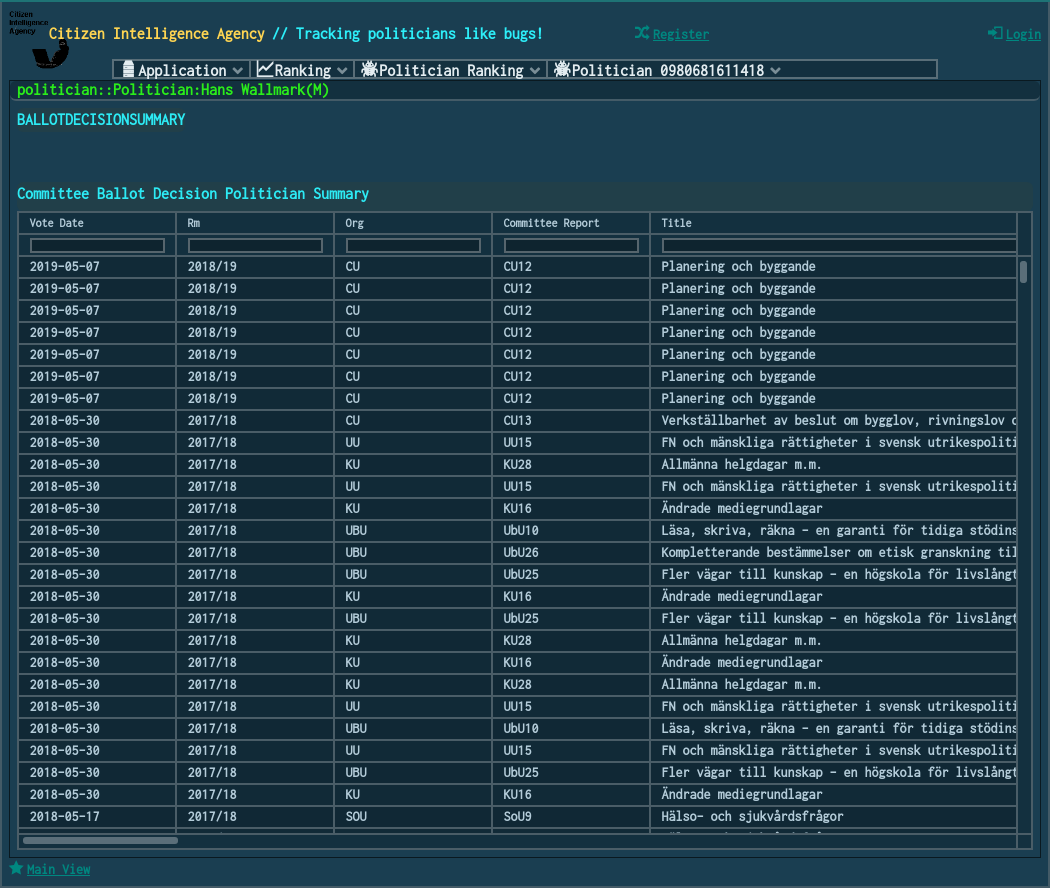 Citizen
Intelligence
Agency
Citizen Intelligence Agency // Tracking politicians like bugs!
Register
Login
Application Ranking Politician Ranking Politician 0980681611418
politician::Politician:Hans Wallmark(M)
BALLOTDECISIONSUMMARY
Committee Ballot Decision Politician Summary
Vote Date Rm Org Committee Report Title
2019-05-07 2018/19 CU CU12 Planering och byggande
2019-05-07 2018/19 CU CU12 Planering och byggande
2019-05-07 2018/19 CU CU12 Planering och byggande
2019-05-07 2018/19 CU CU12 Planering och byggande
2019-05-07 2018/19 CU CU12 Planering och byggande
2019-05-07 2018/19 CU CU12 Planering och byggande
2019-05-07 2018/19 CU CU12 Planering och byggande
2018-05-30 2017/18 CU CU13 Verkställbarhet av beslut om bygglov, rivningslov
2018-05-30 2017/18 UU UU15 FN och mänskliga rättigheter i svensk utrikespoliti
2018-05-30 2017/18 KU KU28 Allmänna helgdagar m.m.
2018-05-30 2017/18 UU UU15 FN och mänskliga rättigheter i svensk utrikespoliti
2018-05-30 2017/18 KU KU16 Ändrade mediegrundlagar
2018-05-30 2017/18 UBU UbU10 Läsa, skriva, räkna - en garanti för tidiga stödins
2018-05-30 2017/18 UBU UbU26 Kompletterande bestämmelser om etisk granskning til
2018-05-30 2017/18 UBU UbU25 Fler vägar till kunskap - en högskola för livslångt
2018-05-30 2017/18 KU KU16 Ändrade mediegrundlagar
2018-05-30 2017/18 UBU UbU25 Fler vägar till kunskap - en högskola för livslångt
2018-05-30 2017/18 KU KU28 Allmänna helgdagar m.m.
2018-05-30 2017/18 KU KU16 Ändrade mediegrundlagar
2018-05-30 2017/18 KU KU28 Allmänna helgdagar m.m.
2018-05-30 2017/18 UU UU15 FN och mänskliga rättigheter i svensk utrikespoliti
2018-05-30 2017/18 UBU UbU10 Läsa, skriva, räkna - en garanti för tidiga stödins
2018-05-30 2017/18 UU UU15 FN och mänskliga rättigheter i svensk utrikespoliti
2018-05-30 2017/18 UBU UbU25 Fler vägar till kunskap - en högskola för livslångt
2018-05-30 2017/18 KU KU16 Ändrade mediegrundlagar
2018-05-17 2017/18 SOU SoU9 Hälso- och sjukvårdsfrågor
Main View